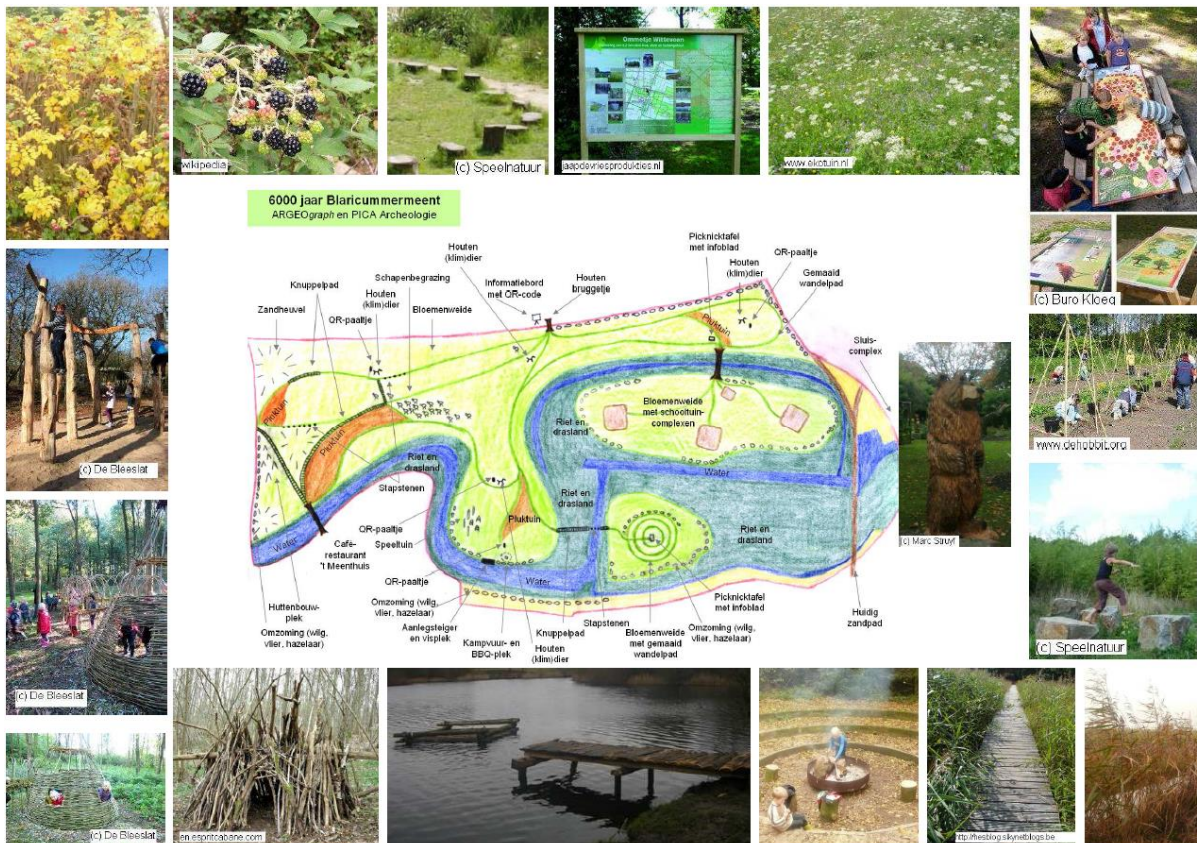 wikipedia
(c) Speelnatuur
Ommetje Witbroeen
jaapdevriesprodukties.nl
www.ekotuin.nl
(c) Buro Kloeg
6000 jaar Blaricummermeent
ARGEOgraph en PICA Archeologie
Zandheuvel
Knuppelpad
QR-paaltje
Houten
(klim)dier
Schapenbegrazing
Bloemenweide
Houten
(klim)dier
Informatiebord
met QR-code
Houten
bruggetje
Picknicktafel
met infoblad
Houten
(klim)dier
QR-paaltje
Gemaaid
wandelpad
Sluis-
complex
Pluktuin
Pluktuin
Pluktuin
Pluktuin
Bloemenweide
met schooltuin-
complexen
Riet en
drasland
Riet en
drasland
Riet en
drasland
Riet en
drasland
Stapstenen
Water
Water
Water
Café-
restaurant
't Meenthuis
QR-paaltje
Speeltuin
QR-paaltje
Omzoming (wilg,
vlier, hazelaar)
Aanlegsteiger
en visplek
Kampvuur- en
BBQ-plek
Houten
(klim)dier
Knuppelpad
Stapstenen
Bloemenweide
met gemaaid
wandelpad
Picknicktafel
met infoblad
Omzoming (wilg,
vlier, hazelaar)
Huidig
zandpad
Huttenbouw-
plek
Omzoming (wilg,
vlier, hazelaar)
(c) De Bleeslat
(c) De Bleeslat
(c) De Bleeslat
(c) Marc Struyf
www.dehobbit.org
(c) Speelnatuur
en.espritcabane.com
http://hesblog.skynetblogs.be